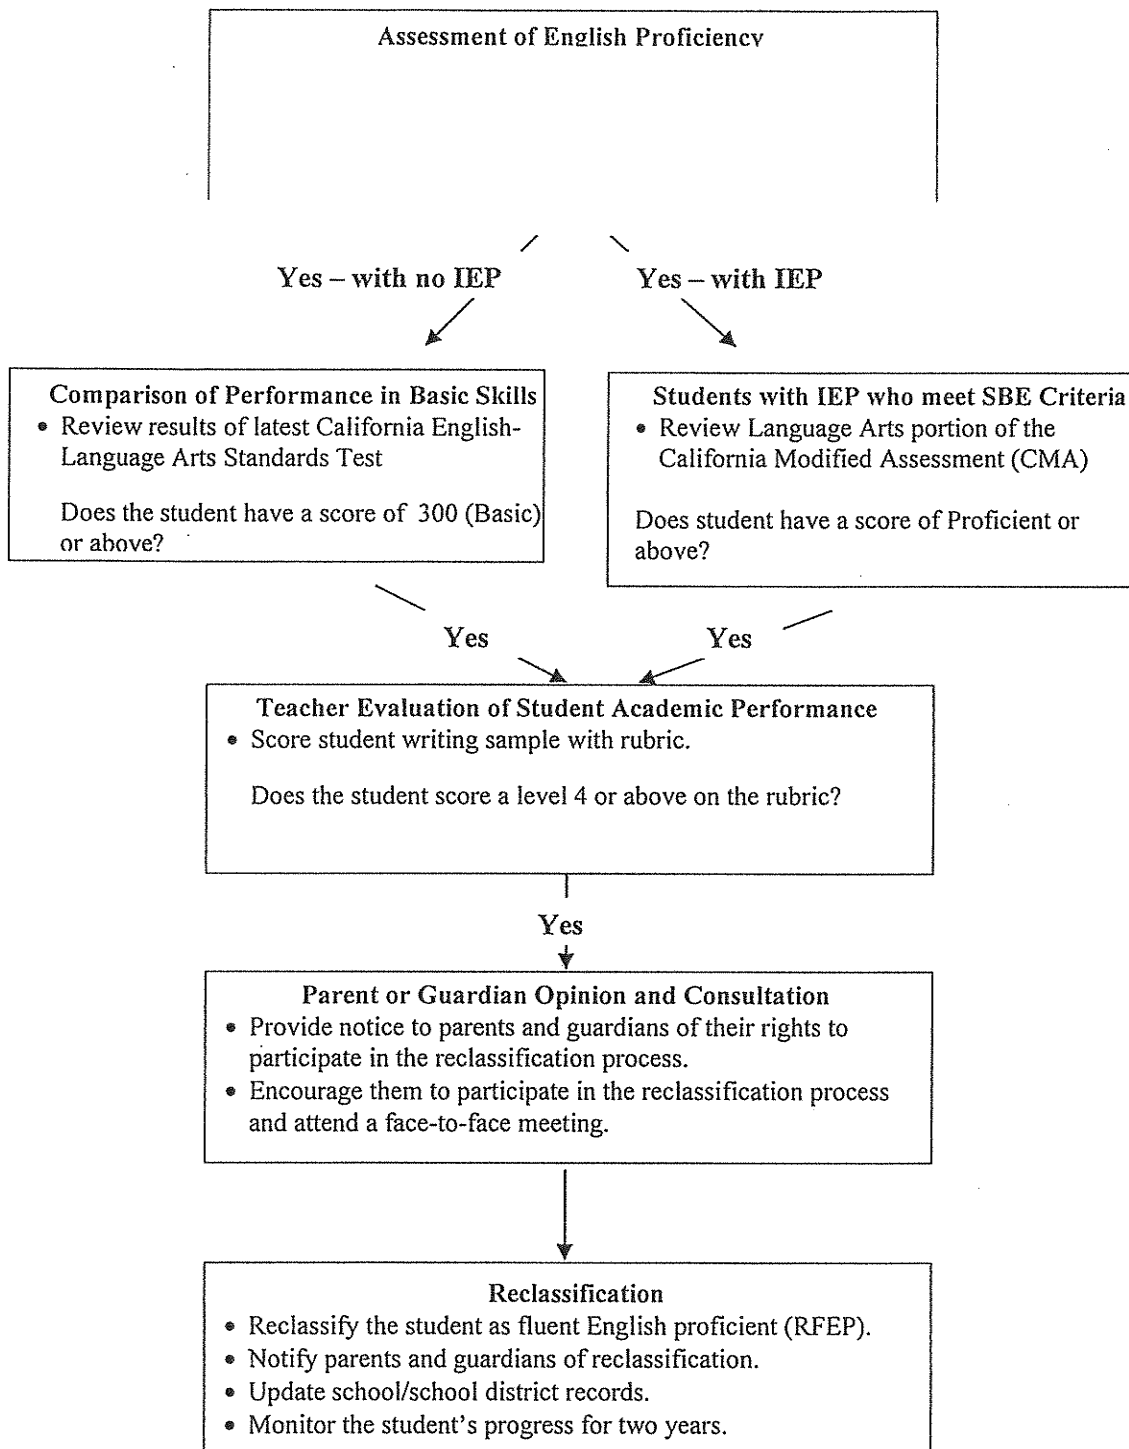 Assessment of English Proficiency
Yes – with no IEP
Yes – with IEP
Comparison of Performance in Basic Skills
• Review results of latest California English-
Language Arts Standards Test
Does the student have a score of 300 (Basic)
or above?
Students with IEP who meet SBE Criteria
• Review Language Arts portion of the
California Modified Assessment (CMA)
Does student have a score of Proficient or
above?
Yes
Yes
Teacher Evaluation of Student Academic Performance
• Score student writing sample with rubric.
Does the student score a level 4 or above on the rubric?
Yes
Parent or Guardian Opinion and Consultation
• Provide notice to parents and guardians of their rights to
participate in the reclassification process.
• Encourage them to participate in the reclassification process
and attend a face-to-face meeting.
Reclassification
• Reclassify the student as fluent English proficient (RFEP).
• Notify parents and guardians of reclassification.
• Update school/school district records.
• Monitor the student's progress for two years.